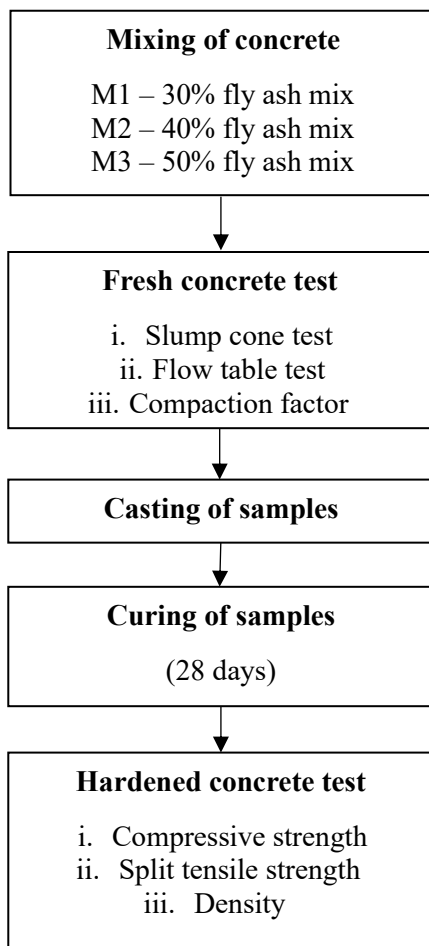 Mixing of concrete
M1 – 30% fly ash mix
M2 – 40% fly ash mix
M3 – 50% fly ash mix
Fresh concrete test
i. Slump cone test
ii. Flow table test
iii. Compaction factor
Casting of samples
Curing of samples
(28 days)
Hardened concrete test
i. Compressive strength
ii. Split tensile strength
iii. Density